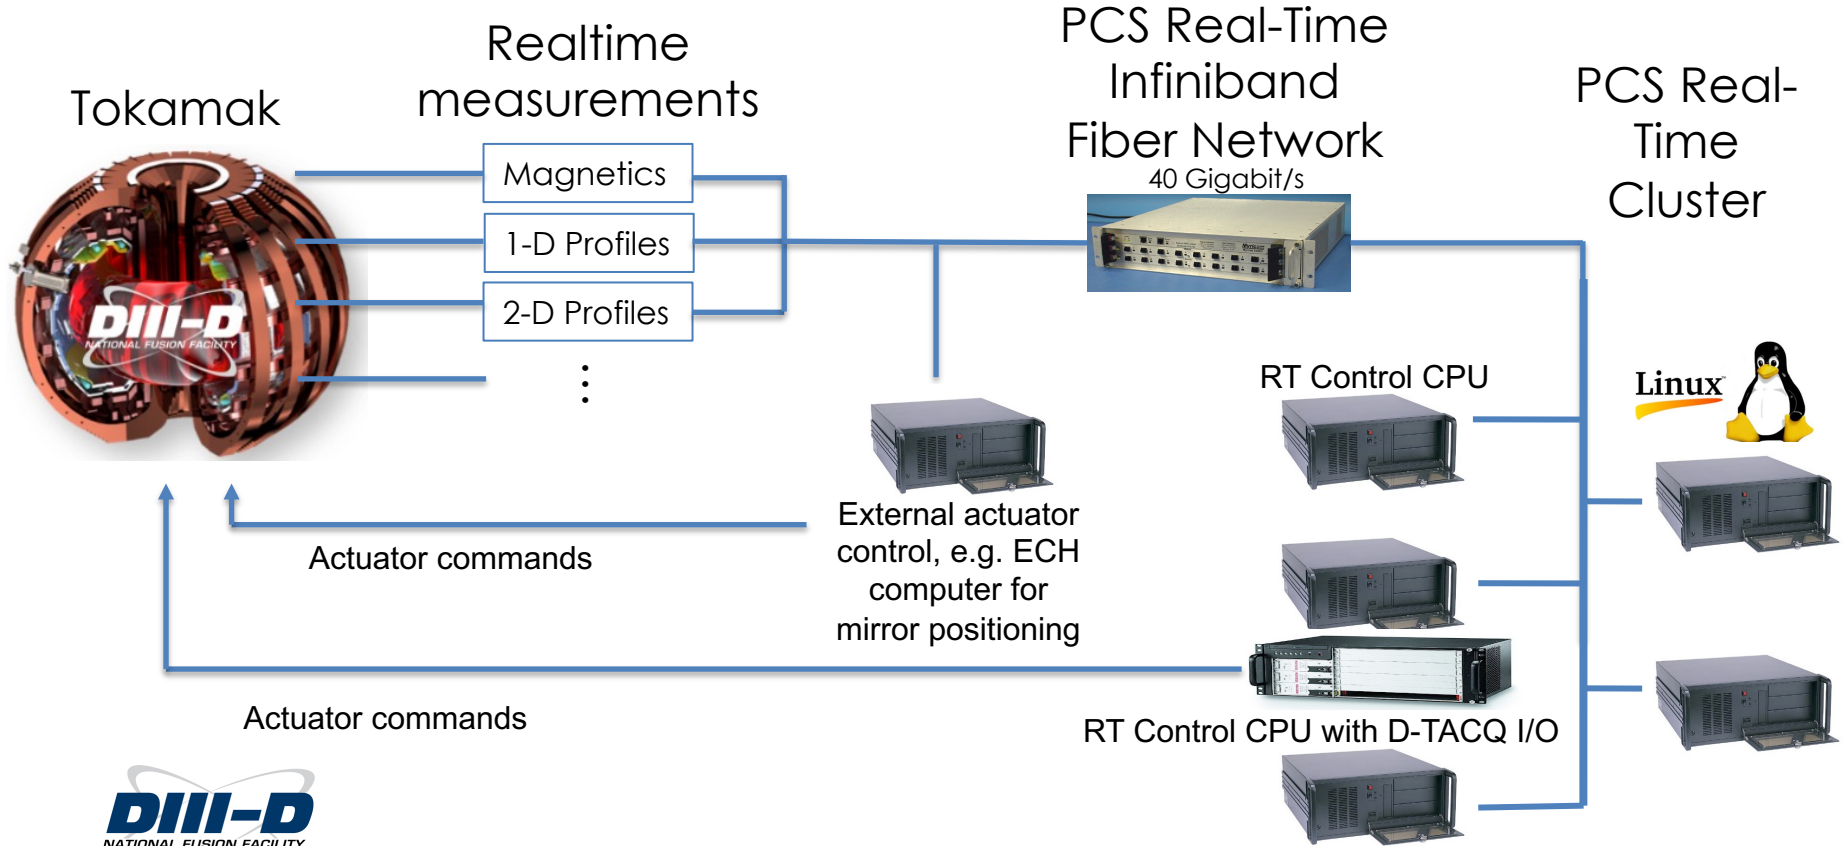 Tokamak
Realtime
measurements
PCS Real-Time
Infiniband
Fiber Network
40 Gigabit/s
PCS Real-
Time
Cluster
Magnetics
1-D Profiles
2-D Profiles
⋮
DIII-D
NATIONAL FUSION FACILITY
RT Control CPU
Linux
External actuator
control, e.g. ECH
computer for
mirror positioning
Actuator commands
Actuator commands
RT Control CPU with D-TACQ I/O
DIII-D
NATIONAL FUSION FACILITY